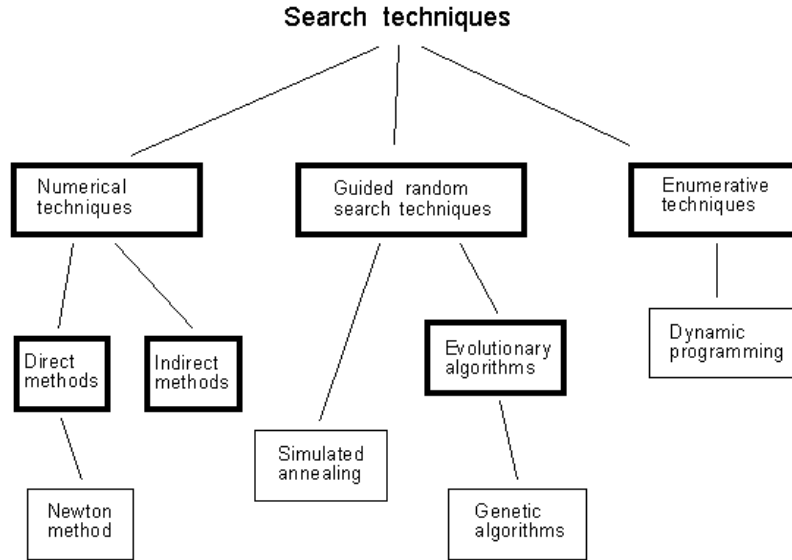 Search techniques
Numerical
techniques
Guided random
search techniques
Enumerative
techniques
Direct
methods
Indirect
methods
Evolutionary
algorithms
Dynamic
programming
Simulated
annealing
Newton
method
Genetic
algorithms